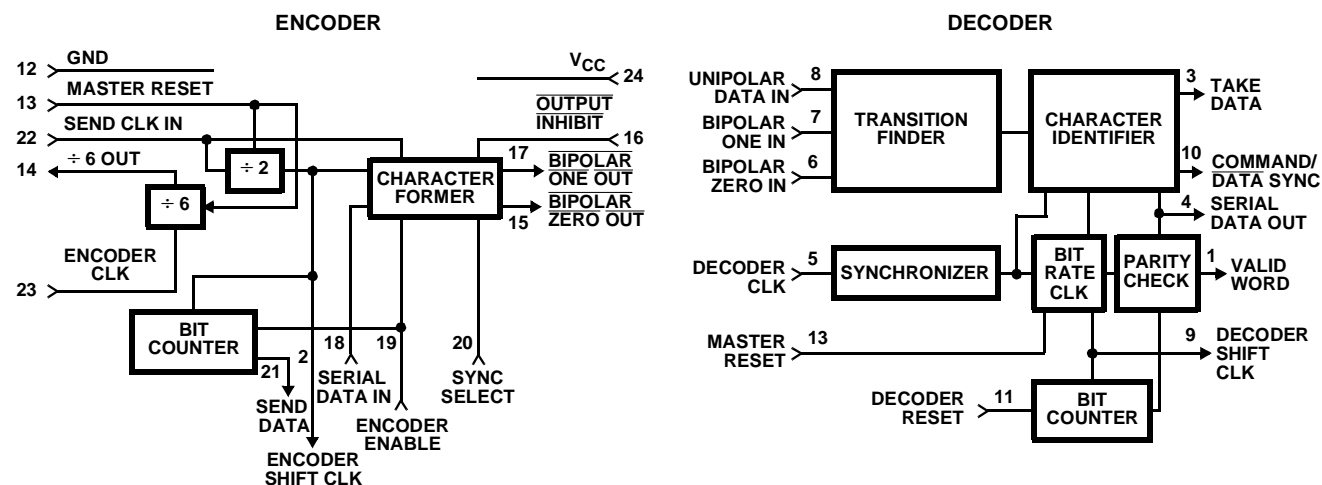 ENCODER
12 GND
13 MASTER RESET
22 SEND CLK IN
14 ÷ 6 OUT
÷ 2
÷ 6
ENCODER
CLK
23
BIT
COUNTER
21
2
SEND
DATA
ENCODER
SHIFT CLK
18
SERIAL
DATA IN
19
ENCODER
ENABLE
20
SYNC
SELECT
CHARACTER
FORMER
VCC
24
OUTPUT
INHIBIT
16
17
BIPOLAR
ONE OUT
BIPOLAR
ZERO OUT
15
DECODER
UNIPOLAR
DATA IN
8
BIPOLAR
ONE IN
7
BIPOLAR
ZERO IN
6
TRANSITION
FINDER
CHARACTER
IDENTIFIER
3
TAKE
DATA
10
COMMAND/
DATA SYNC
4
SERIAL
DATA OUT
DECODER
CLK
5
SYNCHRONIZER
BIT
RATE
CLK
PARITY
CHECK
1
VALID
WORD
MASTER
RESET
13
9
DECODER
SHIFT
CLK
DECODER
RESET
11
BIT
COUNTER